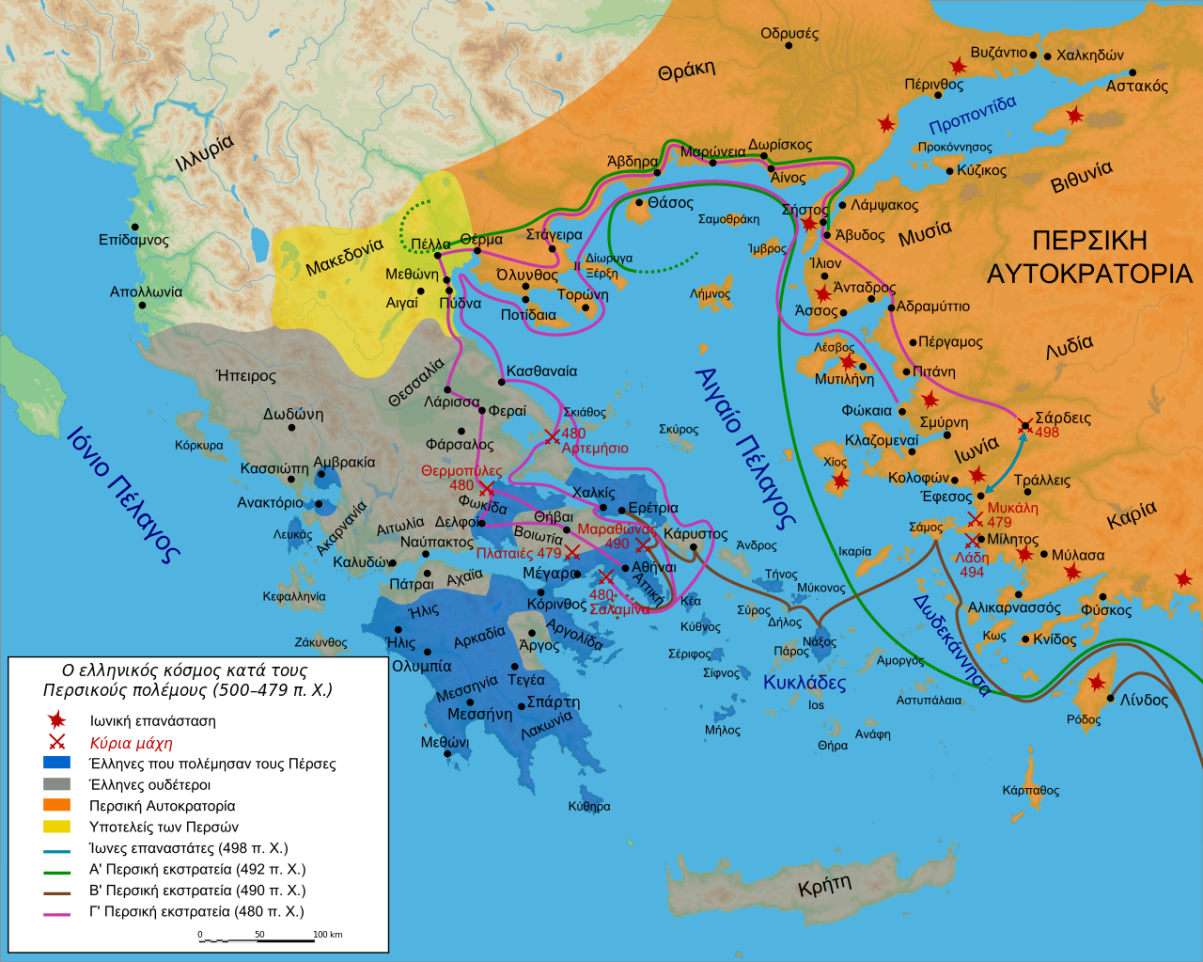 Οδρυσές
Βυζάντιο
Χαλκηδών
Θράκη
Πέρινθος
Αστακός
Προποντίδα
Ιλλυρία
Προκόννησος
Άβδηρα
Μαρώνεια
Δωρίσκος
Αίνος
Κύζικος
Βιθυνία
Θάσος
Σαμοθράκη
Σήστος
Λάμψακος
Επίδαμνος
Μακεδονία
Πέλλα
Θέρμα
Στάγειρα
Ίμβρος
Άβυδος
Μυσία
ΠΕΡΣΙΚΗ
ΑΥΤΟΚΡΑΤΟΡΙΑ
Δίωρυγα
Ξέρξη
Μεθώνη
Όλυνθος
Ίλιον
Απολλωνία
Αιγαί
Πύδνα
Τορώνη
Λήμνος
Άντανδρος
Ποτίδαια
Άσσος
Αδραμύττιο
Πέργαμος
Λυδία
Λέσβος
Ήπειρος
Θεσσαλία
Κασθαναία
Μυτιλήνη
Πιτάνη
Αιγαίο Πέλαγος
Λάρισσα
Φεραί
Σκιάθος
Φώκαια
Δωδώνη
Σάρδεις
498
Σμύρνη
Κέρκυρα
Φάρσαλος
480
Αρτεμήσιο
Σκύρος
Κλαζομεναί
Ιωνία
Ιόνιο Πέλαγος
Κασσιώπη
Αμβρακία
Θερμοπύλες
480
Χίος
Κολοφών
Τράλλεις
Έφεσος
Ανακτόριο
Φωκίδα
Χαλκίς
Ερέτρια
Μυκάλη
479
Καρία
Λευκάς
Ακαρνανία
Αιτωλία
Δελφοί
Θήβαι
Βοιωτία
Μαραθώνας
490
Κάρυστος
Σάμος
Ναύπακτος
Πλαταιές 479
Άνδρος
Ικαρία
Μίλητος
Λάδη
494
Μύλασα
Καλυδών
Πάτραι
Αχαΐα
Μέγαρα
Αθήναι
Αττική
Τήνος
Μύκονος
Κεφαλληνία
Κόρινθος
480
Σαλαμίνα
Κέα
Σύρος
Δήλος
Δωδεκάννησα
Αλικαρνασσός
Φύσκος
Ήλις
Κύθνος
Ζάκυνθος
Ήλις
Αρκαδία
Άργος
Αργολίδα
Νάξος
Πάρος
Κως
Κνίδος
Ολυμπία
Σέριφος
Αμοργός
Τεγέα
Σίφνος
Κυκλάδες
Μεσσηνία
Ios
Αστυπάλαια
Λίνδος
Μεσσήνη
Σπάρτη
Λακωνία
Ρόδος
Μήλος
Μεθώνι
Θήρα
Ανάφη
Κάρπαθος
Κύθηρα
Κρήτη
Ο ελληνικός κόσμος κατά τους
Περσικούς πολέμους (500–479 π. Χ.)
Ιωνική επανάσταση
Κύρια μάχη
Έλληνες που πολέμησαν τους Πέρσες
Έλληνες ουδέτεροι
Περσική Αυτοκρατορία
Υποτελείς των Περσών
Ίωνες επαναστάτες (498 π. Χ.)
Α' Περσική εκστρατεία (492 π. Χ.)
Β' Περσική εκστρατεία (490 π. Χ.)
Γ' Περσική εκστρατεία (480 π. Χ.)
0 50 100 km